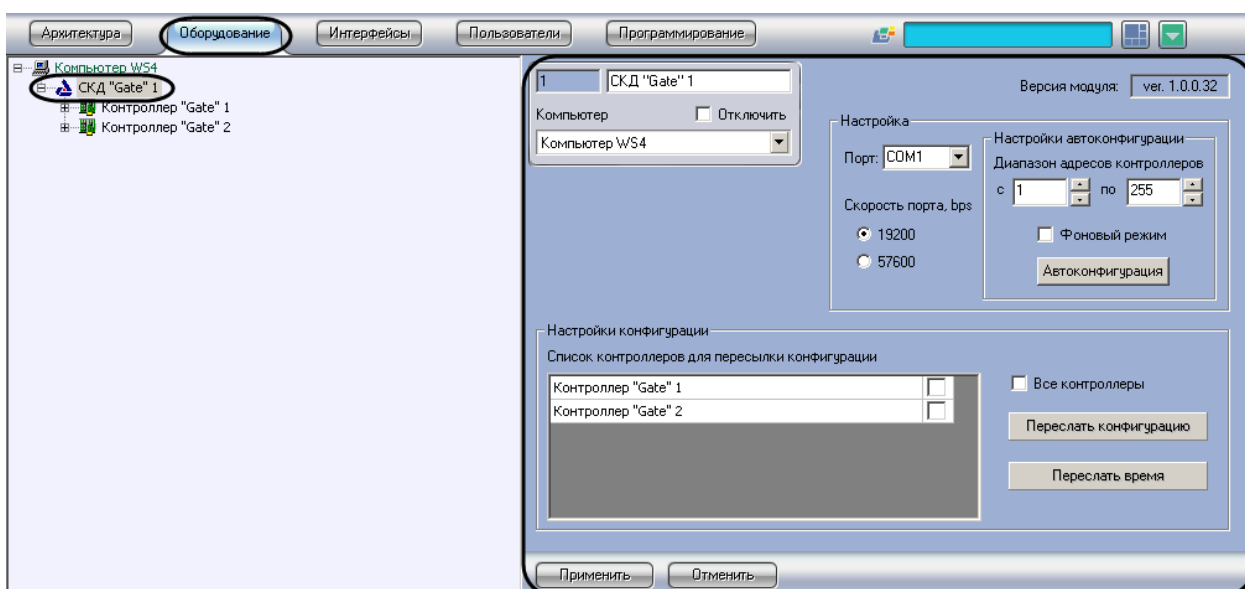 Архитектура Оборудование Интерфейсы Пользователи Программирование
Компьютер WS4
СКД "Gate" 1
Контроллер "Gate" 1
Контроллер "Gate" 2
1 СКД "Gate" 1
Компьютер Отключить
Компьютер WS4
Версия модуля: ver. 1.0.0.32
Настройка
Порт: COM1
Скорость порта, bps
19200
57600
Настройки автоконфигурации
Диапазон адресов контроллеров
с 1 по 255
Фоновый режим
Автоконфигурация
Настройки конфигурации
Список контроллеров для пересылки конфигурации
Контроллер "Gate" 1
Контроллер "Gate" 2
Все контроллеры
Переслать конфигурацию
Переслать время
Применить Отменить